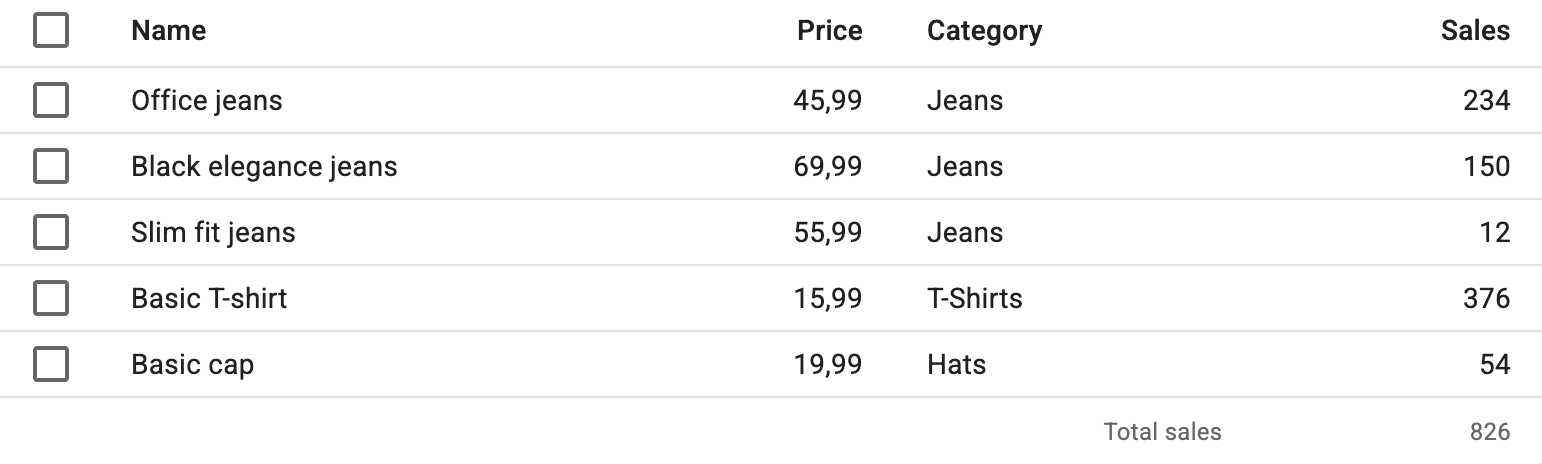 Name Price Category Sales
Office jeans 45,99 Jeans 234
Black elegance jeans 69,99 Jeans 150
Slim fit jeans 55,99 Jeans 12
Basic T-shirt 15,99 T-Shirts 376
Basic cap 19,99 Hats 54
Total sales 826